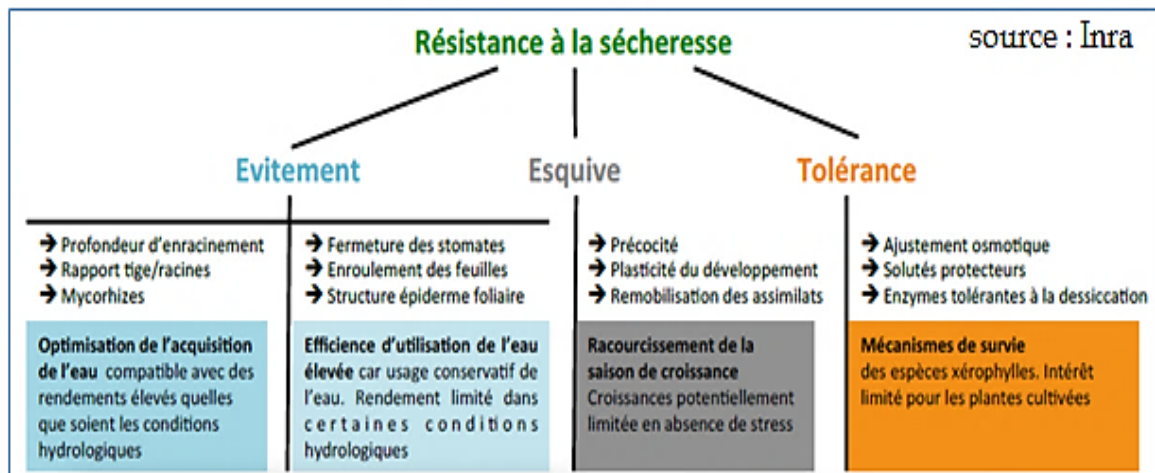 Résistance à la sécheresse
source : Inra
Evitement
Esquive
Tolérance
➔ Profondeur d'enracinement
➔ Rapport tige/racines
➔ Mycorhizes
➔ Fermeture des stomates
➔ Enroulement des feuilles
➔ Structure épiderme foliaire
➔ Précocité
➔ Plasticité du développement
➔ Remobilisation des assimilats
➔ Ajustement osmotique
➔ Solutés protecteurs
➔ Enzymes tolérantes à la dessiccation
Optimisation de l'acquisition
de l'eau compatible avec des
rendements élevés quelles
que soient les conditions
hydrologiques
Efficience d'utilisation de l'eau
élevée car usage conservatif de
l'eau. Rendement limité dans
certaines conditions
hydrologiques
Racourcissement de la
saison de croissance
Croissances potentiellement
limitée en absence de stress
Mécanismes de survie
des espèces xérophylles. Intérêt
limité pour les plantes cultivées